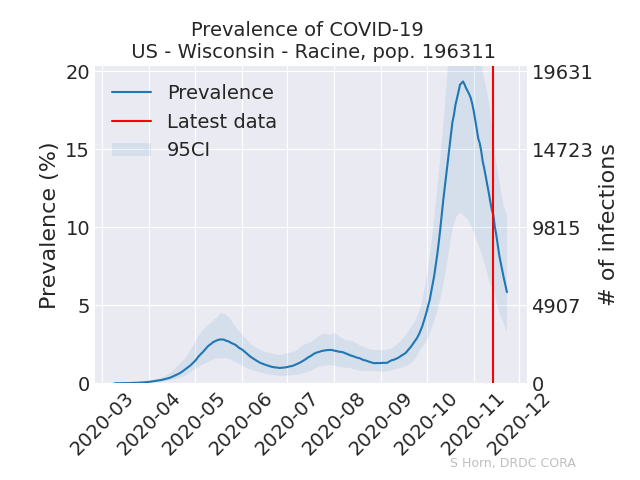 Prevalence of COVID-19
US - Wisconsin - Racine, pop. 196311
Prevalence
Latest data
95CI
Prevalence (%)
20
15
10
5
0
19631
14723
9815
4907
0
# of infections
2020-03
2020-04
2020-05
2020-06
2020-07
2020-08
2020-09
2020-10
2020-11
2020-12
S Horn, DRDC CORA